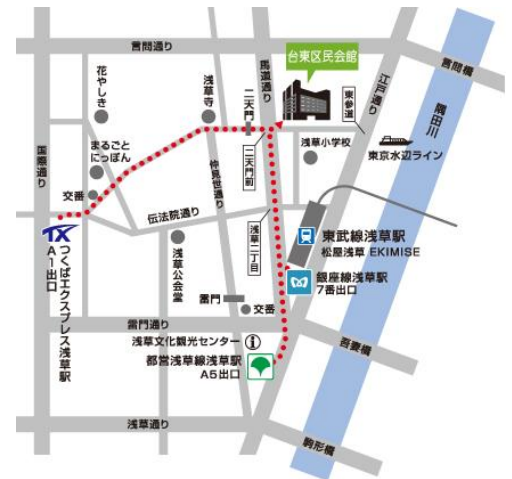 言問通り
台東区民会館
馬道通り
江戸通り
言問橋
花やしき
浅草寺
二天門
東参道
隅田川
国際通り
まるごと
にっぽん
仲見世通り
二天門前
浅草小学校
東京水辺ライン
交番
伝法院通り
浅草二丁目
TX
A1出口
つくばエクスプレス浅草駅
浅草公会堂
東武線浅草駅
松屋浅草 EKIMISE
銀座線浅草駅
7番出口
雷門
交番
雷門通り
浅草文化観光センター
吾妻橋
都営浅草線浅草駅
A5出口
浅草通り
駒形橋